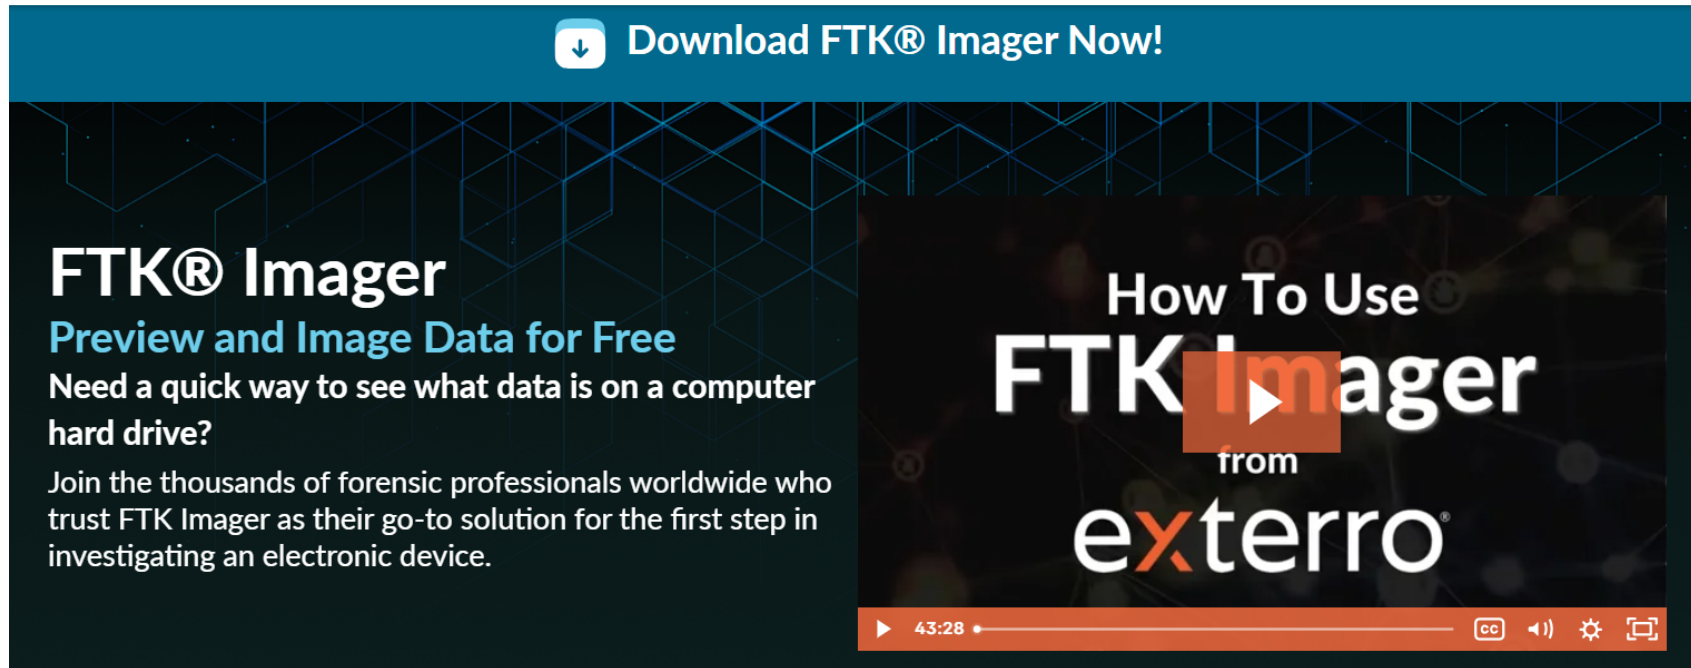 Download FTK® Imager Now!
FTK® Imager
Preview and Image Data for Free
Need a quick way to see what data is on a computer
hard drive?
Join the thousands of forensic professionals worldwide who
trust FTK Imager as their go-to solution for the first step in
investigating an electronic device.
How To Use
FTK Imager
from
exterro®
43:28
CC